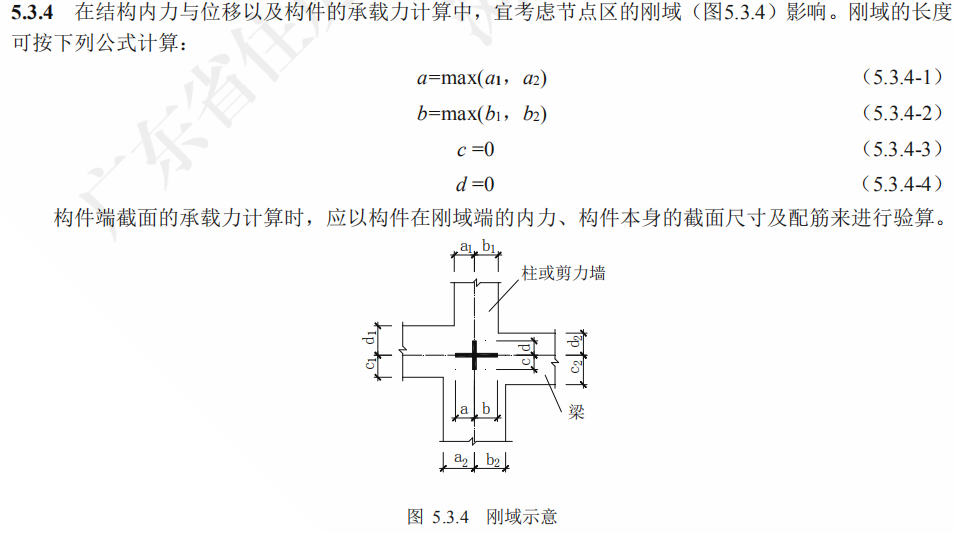 5.3.4 在结构内力与位移以及构件的承载力计算中，宜考虑节点区的刚域（图5.3.4）影响。刚域的长度
可按下列公式计算：
a=max(a1，a2) （5.3.4-1）
b=max(b1，b2) （5.3.4-2）
c =0 （5.3.4-3）
d =0 （5.3.4-4）
构件端截面的承载力计算时，应以构件在刚域端的内力、构件本身的截面尺寸及配筋来进行验算。
a1 b1
柱或剪力墙
d1 d d2
c1 c c2
a b
梁
a2 b2
图 5.3.4 刚域示意
广东省住